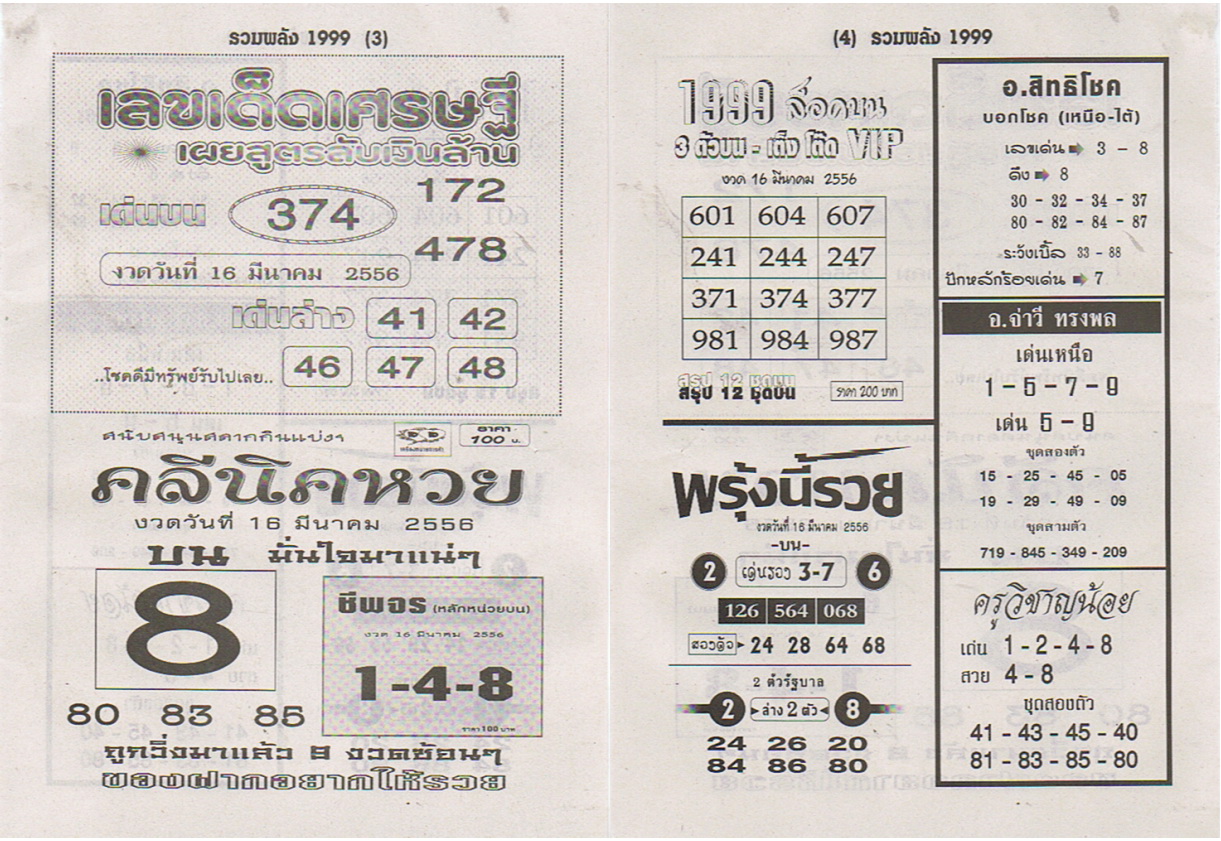 รวมพลัง 1999 (3)
เลขเด็ดเศรษฐี
เผยสูตรลับเงินล้าน
เด่นบน 374 172
478
งวดวันที่ 16 มีนาคม 2556
เด่นล่าง 41 42
..โชคดีมีทรัพย์รับไปเลย.. 46 47 48
สนับสนุนสลากกินแบ่งฯ
ราคา
100 บ.
คลีนิคหวย
งวดวันที่ 16 มีนาคม 2556
บน มั่นใจมาแน่ๆ
8
80 83 85
ชีพจร (หลักหน่วยบน)
งวด 16 มีนาคม 2556
1-4-8
ราคา 100 บาท
ถูกวิ่งมาแล้ว 9 งวดซ้อนๆ
ของฝากอยากให้รวย
(4) รวมพลัง 1999
1999 ล็อคบน
3 ตัวบน - เต็ง โต๊ด VIP
งวด 16 มีนาคม 2556
601 604 607
241 244 247
371 374 377
981 984 987
สรุป 12 ชุดบน
ราคา 200 บาท
พรุ้งนี้รวย
งวดวันที่ 16 มีนาคม 2556
-บน-
2 เด่นรอง 3-7 6
126 564 068
สองตัว 24 28 64 68
2 ตัวรัฐบาล
2 ล่าง 2 ตัว 8
24 26 20
84 86 80
อ.สิทธิโชค
บอกโชค (เหนือ-ใต้)
เลขเด่น 3 - 8
ดึง 8
30 - 32 - 34 - 37
80 - 82 - 84 - 87
ระวังเบิ้ล 33 - 88
ปักหลักร้อยเด่น 7
อ.จ่าวี ทรงพล
เด่นเหนือ
1 - 5 - 7 - 9
เด่น 5 - 9
ชุดสองตัว
15 - 25 - 45 - 05
19 - 29 - 49 - 09
ชุดสามตัว
719 - 845 - 349 - 209
ครูวิชาญน้อย
เด่น 1 - 2 - 4 - 8
สวย 4 - 8
ชุดสองตัว
41 - 43 - 45 - 40
81 - 83 - 85 - 80